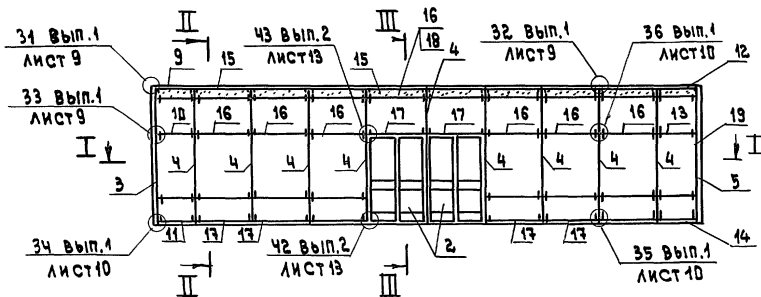 II III
31 ВЫП.1
ЛИСТ 9
9
15
43 ВЫП.2
ЛИСТ13
15
16
18
4
32 ВЫП.1
ЛИСТ9
36 ВЫП.1
ЛИСТ10
12
33 ВЫП.1
ЛИСТ9
10 16 16 16 17 17 16 16 16 13
19
I I
3 4 4 4 4 4 4 4 4 5
34 ВЫП.1
ЛИСТ10
11 17 17
42 ВЫП.2
ЛИСТ13
2
17 17
35 ВЫП.1
ЛИСТ10
14
II III